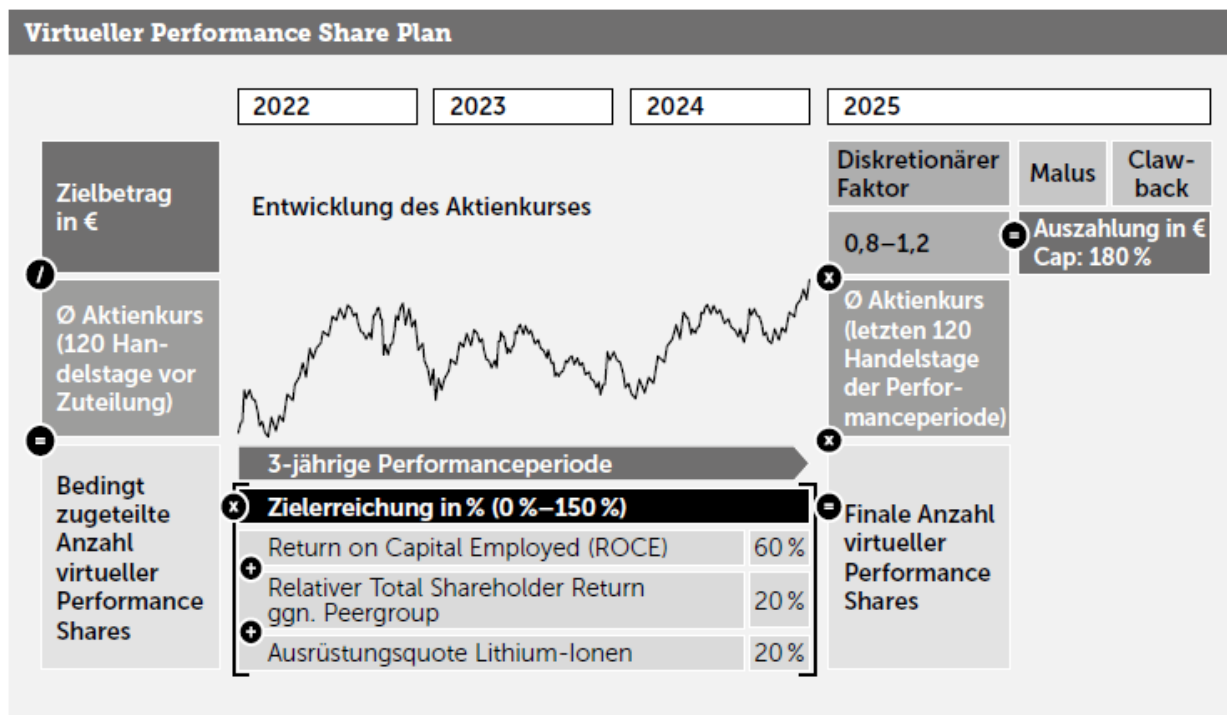 Virtueller Performance Share Plan
2022
2023
2024
2025
Zielbetrag
in €
/
Ø Aktienkurs
(120 Han-
delstage vor
Zuteilung)
=
Bedingt
zugeteilte
Anzahl
virtueller
Performance
Shares
Entwicklung des Aktienkurses
3-jährige Performanceperiode
x
Zielerreichung in % (0 %–150 %)
Return on Capital Employed (ROCE)
60 %
+
Relativer Total Shareholder Return
ggn. Peergroup
20 %
+
Ausrüstungsquote Lithium-Ionen
20 %
Diskretionärer
Faktor
0,8–1,2
x
Ø Aktienkurs
(letzten 120
Handelstage
der Perfor-
manceperiode)
x
=
Finale Anzahl
virtueller
Performance
Shares
Malus
Claw-
back
=
Auszahlung in €
Cap: 180 %